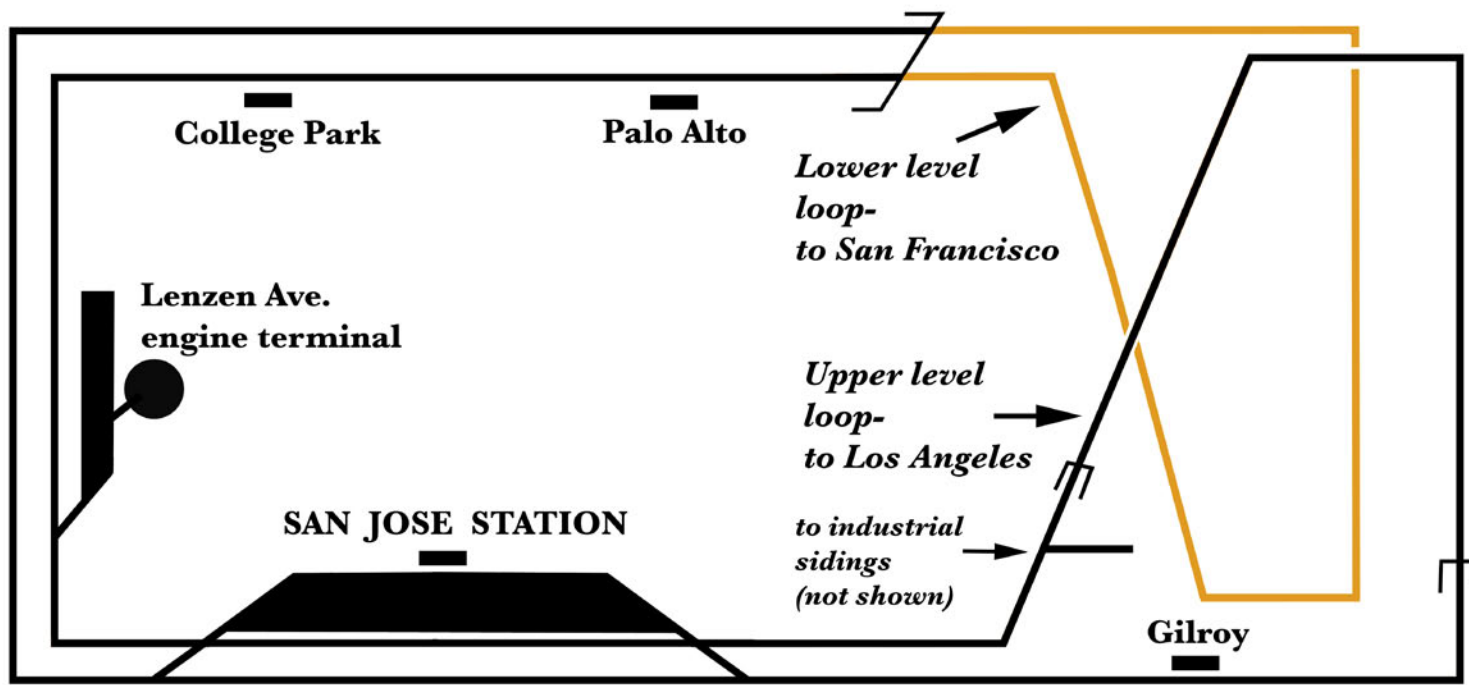 College Park
Palo Alto
Lower level
loop-
to San Francisco
Lenzen Ave.
engine terminal
Upper level
loop-
to Los Angeles
SAN JOSE STATION
to industrial
sidings
(not shown)
Gilroy